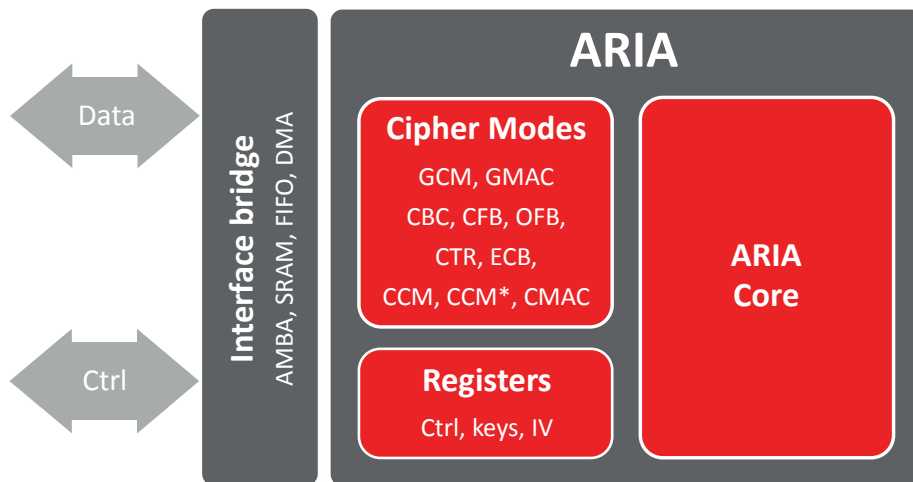 Data
Ctrl
Interface bridge
AMBA, SRAM, FIFO, DMA
ARIA
Cipher Modes
GCM, GMAC
CBC, CFB, OFB,
CTR, ECB,
CCM, CCM*, CMAC
Registers
Ctrl, keys, IV
ARIA
Core